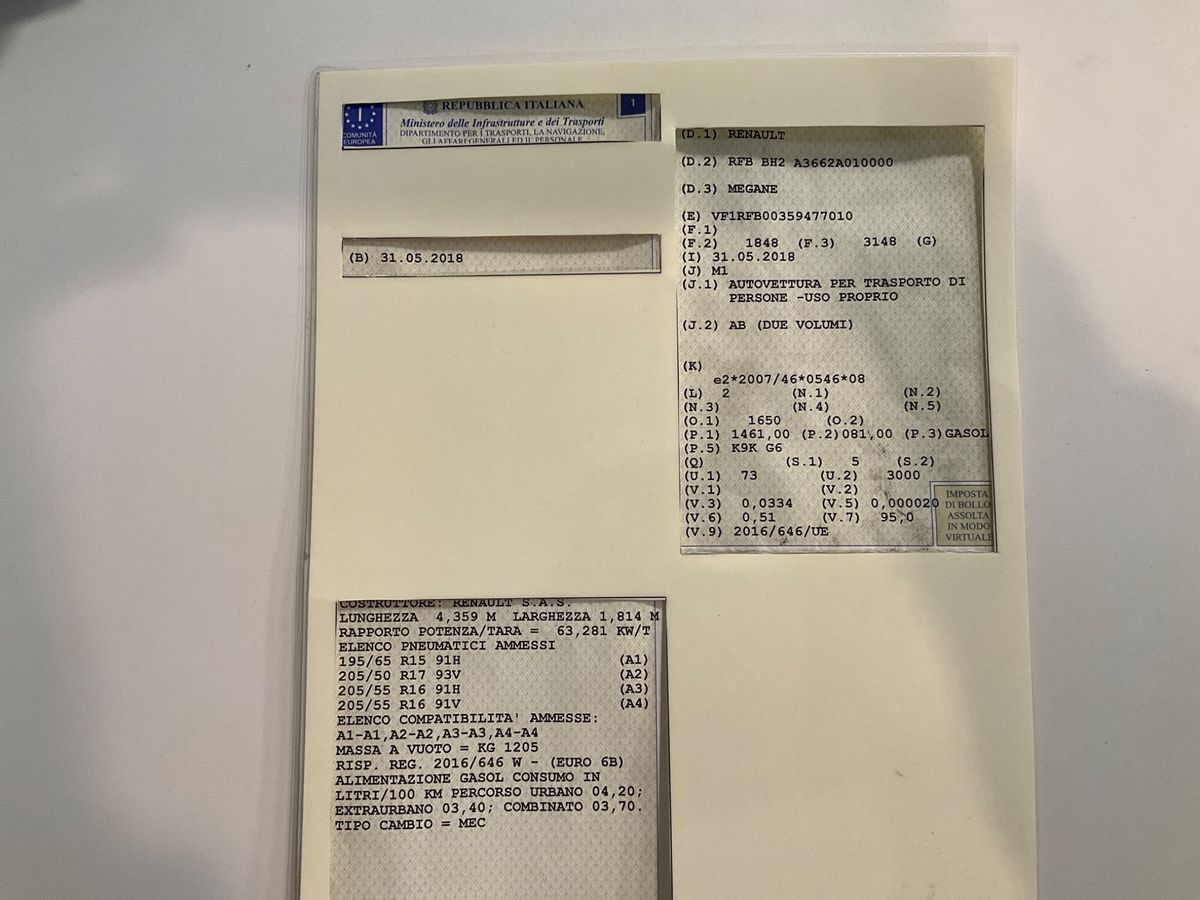 COMUNITÀ
EUROPEA
REPUBBLICA ITALIANA
1
Ministero delle Infrastrutture e dei Trasporti
DIPARTIMENTO PER I TRASPORTI, LA NAVIGAZIONE,
GLI AFFARI GENERALI ED IL PERSONALE
(B) 31.05.2018
COSTRUTTORE: RENAULT S.A.S.
LUNGHEZZA 4,359 M LARGHEZZA 1,814 M
RAPPORTO POTENZA/TARA = 63,281 KW/T
ELENCO PNEUMATICI AMMESSI
195/65 R15 91H (A1)
205/50 R17 93V (A2)
205/55 R16 91H (A3)
205/55 R16 91V (A4)
ELENCO COMPATIBILITA' AMMESSE:
A1-A1,A2-A2,A3-A3,A4-A4
MASSA A VUOTO = KG 1205
RISP. REG. 2016/646 W - (EURO 6B)
ALIMENTAZIONE GASOL CONSUMO IN
LITRI/100 KM PERCORSO URBANO 04,20;
EXTRAURBANO 03,40; COMBINATO 03,70.
TIPO CAMBIO = MEC
(D.1) RENAULT
(D.2) RFB BH2 A3662A010000
(D.3) MEGANE
(E) VF1RFB00359477010
(F.1)
(F.2) 1848 (F.3) 3148 (G)
(I) 31.05.2018
(J) M1
(J.1) AUTOVETTURA PER TRASPORTO DI
PERSONE -USO PROPRIO
(J.2) AB (DUE VOLUMI)
(K)
e2*2007/46*0546*08
(L) 2 (N.1) (N.2)
(N.3) (N.4) (N.5)
(O.1) 1650 (O.2)
(P.1) 1461,00 (P.2)081,00 (P.3)GASOL
(P.5) K9K G6
(Q) (S.1) 5 (S.2)
(U.1) 73 (U.2) 3000
(V.1) (V.2)
(V.3) 0,0334 (V.5) 0,000020
(V.6) 0,51 (V.7) 95,0
(V.9) 2016/646/UE
IMPOSTA
DI BOLLO
ASSOLTA
IN MODO
VIRTUALE